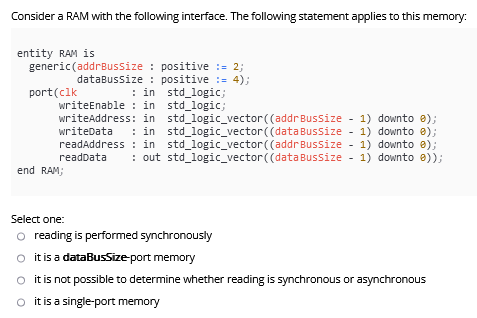 Consider a RAM with the following interface. The following statement applies to this memory:
entity RAM is
generic(addrBusSize : positive := 2;
dataBusSize : positive := 4);
port(clk : in std_logic;
writeEnable : in std_logic;
writeAddress: in std_logic_vector((addrBusSize - 1) downto 0);
writeData : in std_logic_vector((dataBusSize - 1) downto 0);
readAddress : in std_logic_vector((addrBusSize - 1) downto 0);
readData : out std_logic_vector((dataBusSize - 1) downto 0));
end RAM;
Select one:
reading is performed synchronously
it is a dataBusSize-port memory
it is not possible to determine whether reading is synchronous or asynchronous
it is a single-port memory